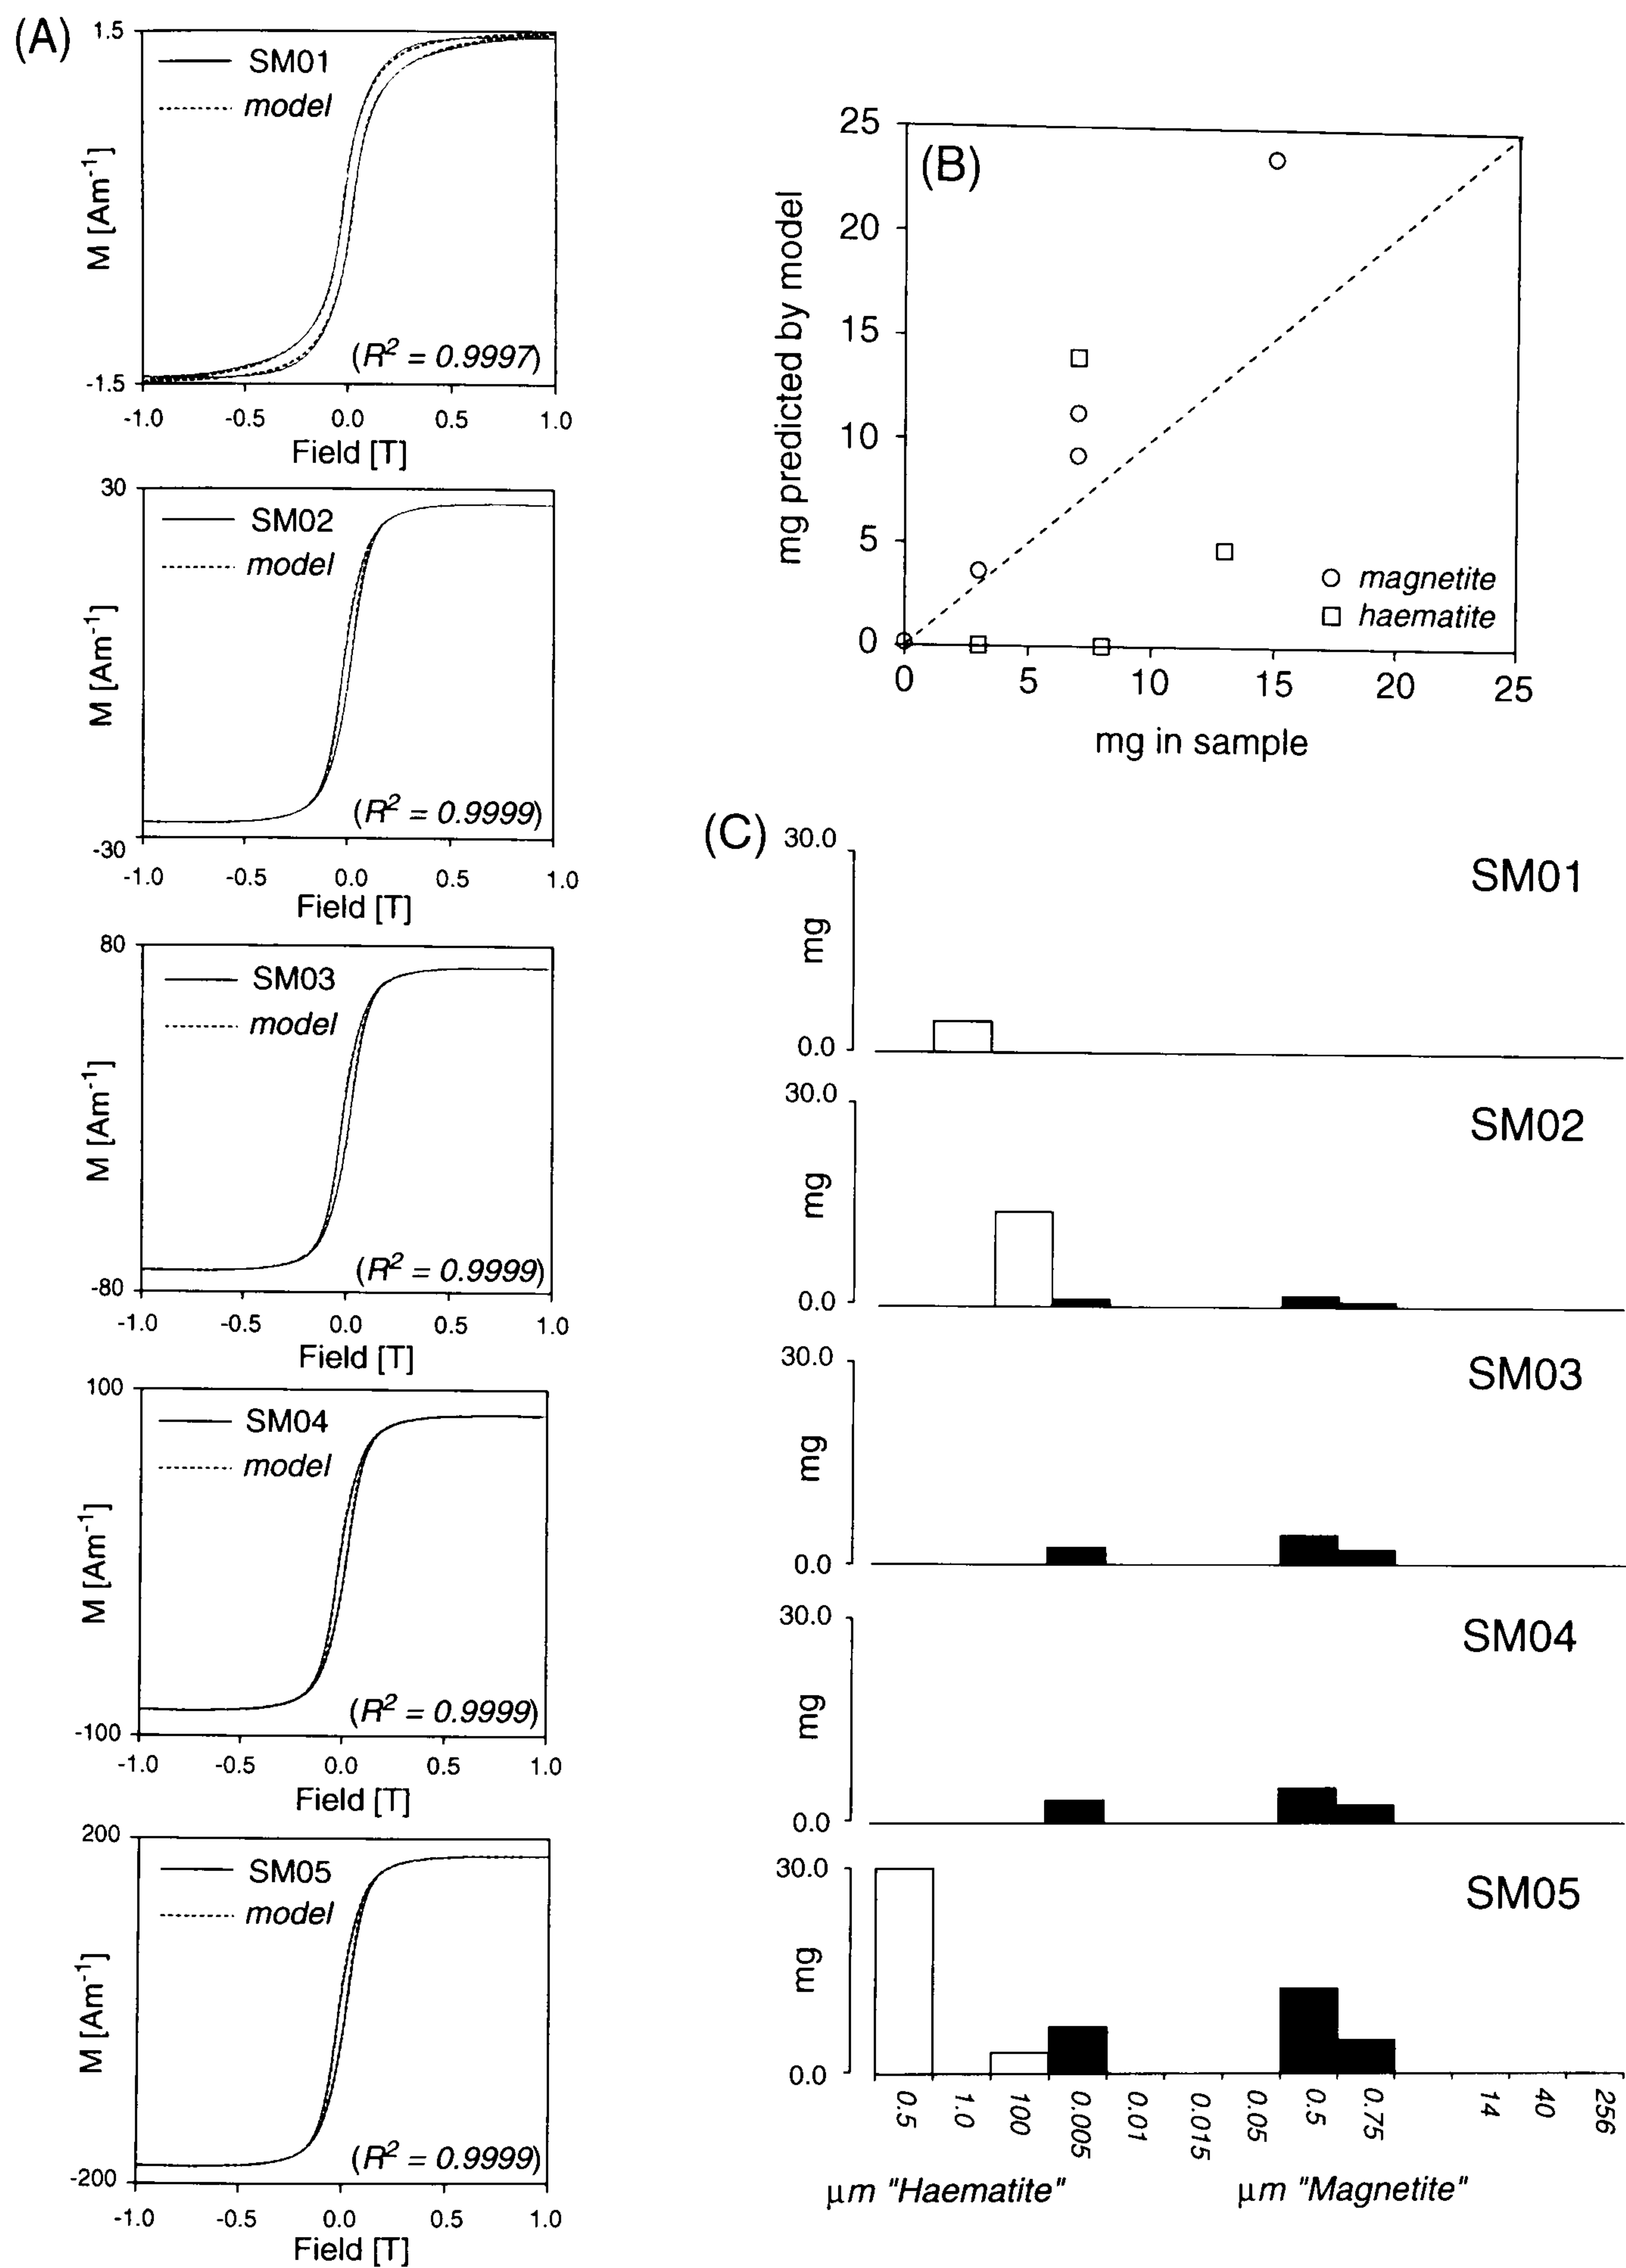 (A)
1.5
SM01
model
M [Am⁻¹]
(R² = 0.9997)
-1.5
-1.0 -0.5 0.0 0.5 1.0
Field [T]
30
SM02
model
M [Am⁻¹]
(R² = 0.9999)
-30
-1.0 -0.5 0.0 0.5 1.0
Field [T]
80
SM03
model
M [Am⁻¹]
(R² = 0.9999)
-80
-1.0 -0.5 0.0 0.5 1.0
Field [T]
100
SM04
model
M [Am⁻¹]
(R² = 0.9999)
-100
-1.0 -0.5 0.0 0.5 1.0
Field [T]
200
SM05
model
M [Am⁻¹]
(R² = 0.9999)
-200
-1.0 -0.5 0.0 0.5 1.0
Field [T]
(B)
25
20
15
10
5
0
mg predicted by model
magnetite
haematite
0 5 10 15 20 25
mg in sample
(C)
30.0
SM01
mg
0.0
30.0
SM02
mg
0.0
30.0
SM03
mg
0.0
30.0
SM04
mg
0.0
30.0
SM05
mg
0.0
0.5 1.0 100 0.005 0.01 0.015 0.05 0.5 0.75 14 40 256
μm "Haematite" μm "Magnetite"